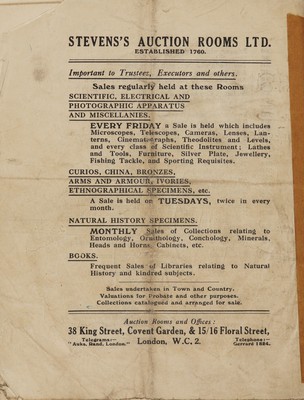 STEVENS'S AUCTION ROOMS LTD.
ESTABLISHED 1760.
Important to Trustees, Executors and others.
Sales regularly held at these Rooms
SCIENTIFIC, ELECTRICAL AND
PHOTOGRAPHIC APPARATUS
AND MISCELLANIES.
EVERY FRIDAY a Sale is held which includes
Microscopes, Telescopes, Cameras, Lenses, Lan-
terns, Cinematographs, Theodolites and Levels,
and every class of Scientific Instrument; Lathes
and Tools, Furniture, Silver Plate, Jewellery,
Fishing Tackle, and Sporting Requisites.
CURIOS, CHINA, BRONZES,
ARMS AND ARMOUR, IVORIES,
ETHNOGRAPHICAL SPECIMENS, etc.
A Sale is held on TUESDAYS, twice in every
month.
NATURAL HISTORY SPECIMENS.
MONTHLY Sales of Collections relating to
Entomology, Ornithology, Conchology, Minerals,
Heads and Horns, Cabinets, etc.
BOOKS.
Frequent Sales of Libraries relating to Natural
History and kindred subjects.
Sales undertaken in Town and Country.
Valuations for Probate and other purposes.
Collections catalogued and arranged for sale.
Auction Rooms and Offices:
38 King Street, Covent Garden, & 15/16 Floral Street,
Telegrams:— London, W.C. 2. Telephone:—
"Auks, Rand, London." Gerrard 1824.